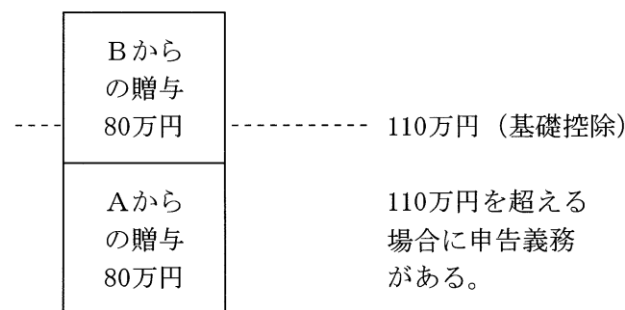 Bから
の贈与
80万円
110万円（基礎控除）
Aから
の贈与
80万円
110万円を超える
場合に申告義務
がある。